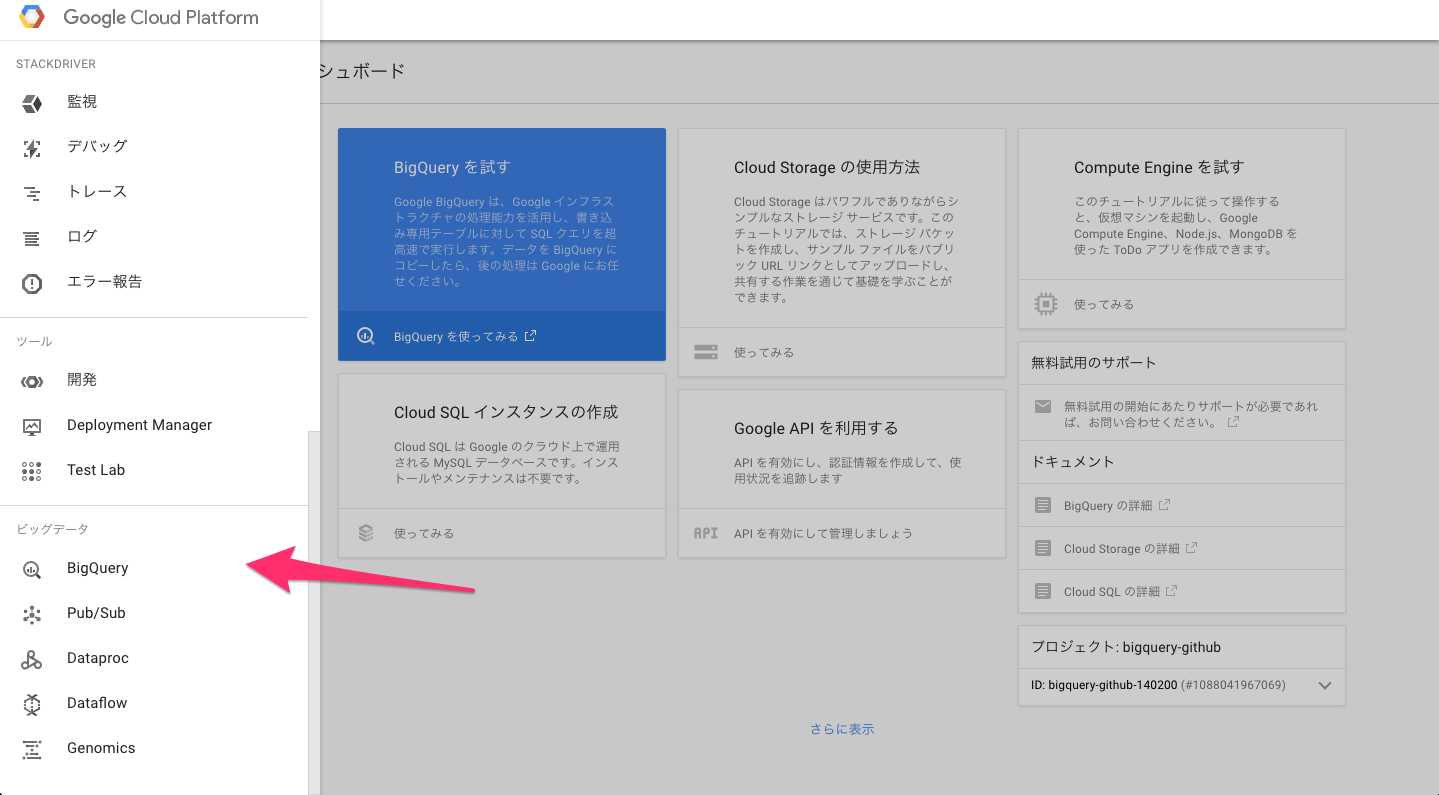 Google Cloud Platform
STACKDRIVER
監視
デバッグ
トレース
ログ
エラー報告
ツール
開発
Deployment Manager
Test Lab
ビッグデータ
BigQuery
Pub/Sub
Dataproc
Dataflow
Genomics
シュボード
BigQuery を試す
Google BigQuery は、Google インフラス
トラクチャの処理能力を活用し、書き込
み専用テーブルに対して SQL クエリを超
高速で実行します。データを BigQuery に
コピーしたら、後の処理は Google にお任
せください。
BigQuery を使ってみる
Cloud SQL インスタンスの作成
Cloud SQL は Google のクラウド上で運用
される MySQL データベースです。インス
トールやメンテナンスは不要です。
使ってみる
Cloud Storage の使用方法
Cloud Storage はパワフルでありながらシ
ンプルなストレージ サービスです。この
チュートリアルでは、ストレージ バケッ
トを作成し、サンプル ファイルをパブリ
ック URL リンクとしてアップロードし、
共有する作業を通じて基礎を学ぶことが
できます。
使ってみる
Google API を利用する
API を有効にし、認証情報を作成して、使
用状況を追跡します
API
API を有効にして管理しましょう
Compute Engine を試す
このチュートリアルに従って操作する
と、仮想マシンを起動し、Google
Compute Engine、Node.js、MongoDB を
使った ToDo アプリを作成できます。
使ってみる
無料試用のサポート
無料試用の開始にあたりサポートが必要であれ
ば、お問い合わせください。
ドキュメント
BigQuery の詳細
Cloud Storage の詳細
Cloud SQL の詳細
プロジェクト: bigquery-github
ID: bigquery-github-140200 (#1088041967069)
さらに表示